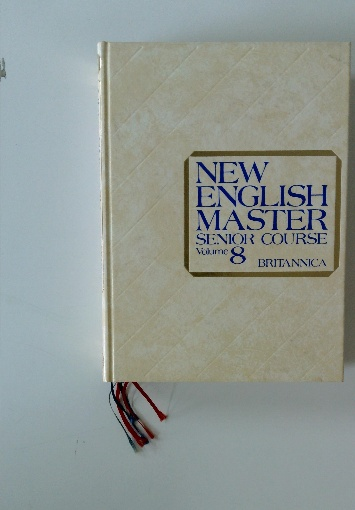 NEW
ENGLISH
MASTER
SENIOR COURSE
Volume 8
BRITANNICA